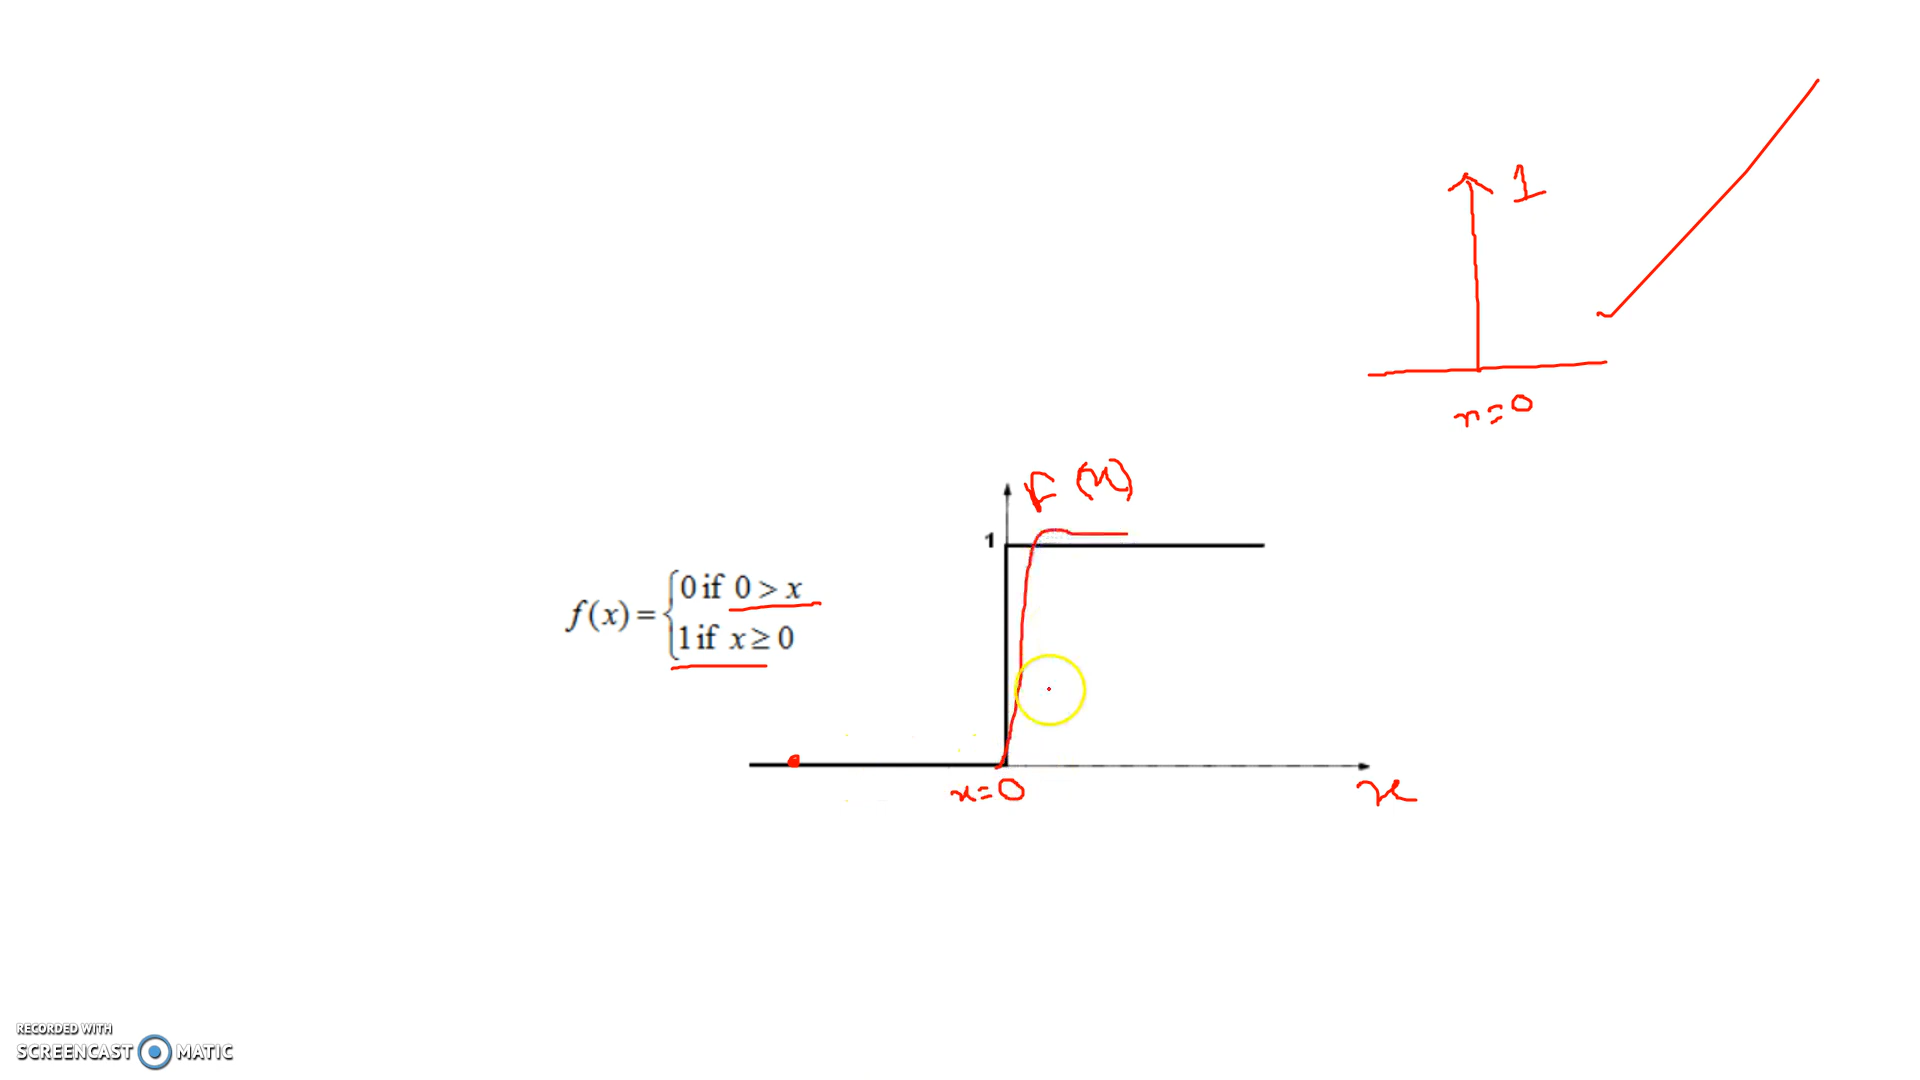 1
n=0
F(x)
1
f(x) = { 0 if 0 > x
1 if x ≥ 0
x=0
x
RECORDED WITH
SCREENCAST MATIC